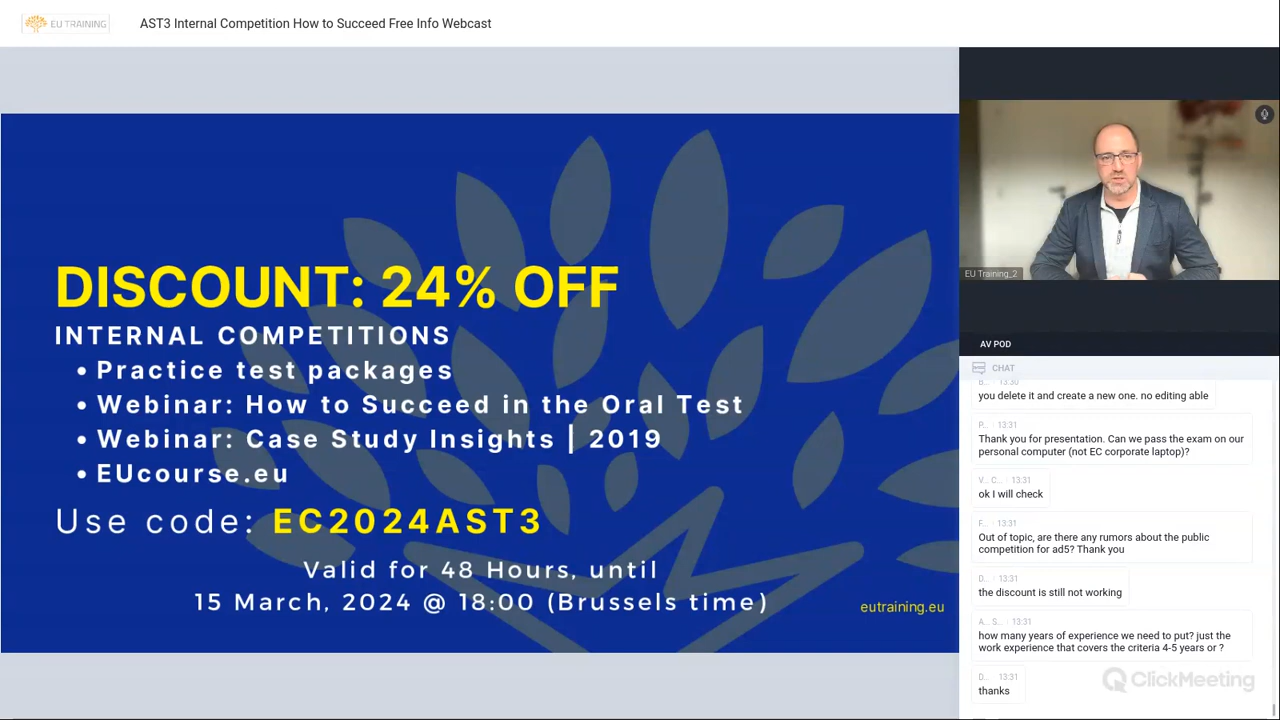 EU TRAINING
AST3 Internal Competition How to Succeed Free Info Webcast
DISCOUNT: 24% OFF
INTERNAL COMPETITIONS
• Practice test packages
• Webinar: How to Succeed in the Oral Test
• Webinar: Case Study Insights | 2019
• EUcourse.eu
Use code: EC2024AST3
Valid for 48 Hours, until
15 March, 2024 @ 18:00 (Brussels time)
eutraining.eu
EU Training_2
AV POD
CHAT
B... · 13:30
you delete it and create a new one. no editing able
P... · 13:31
Thank you for presentation. Can we pass the exam on our
personal computer (not EC corporate laptop)?
V... C... · 13:31
ok I will check
F... · 13:31
Out of topic, are there any rumors about the public
competition for ad5? Thank you
D... · 13:31
the discount is still not working
A... S... · 13:31
how many years of experience we need to put? just the
work experience that covers the criteria 4-5 years or ?
D... · 13:31
thanks
ClickMeeting